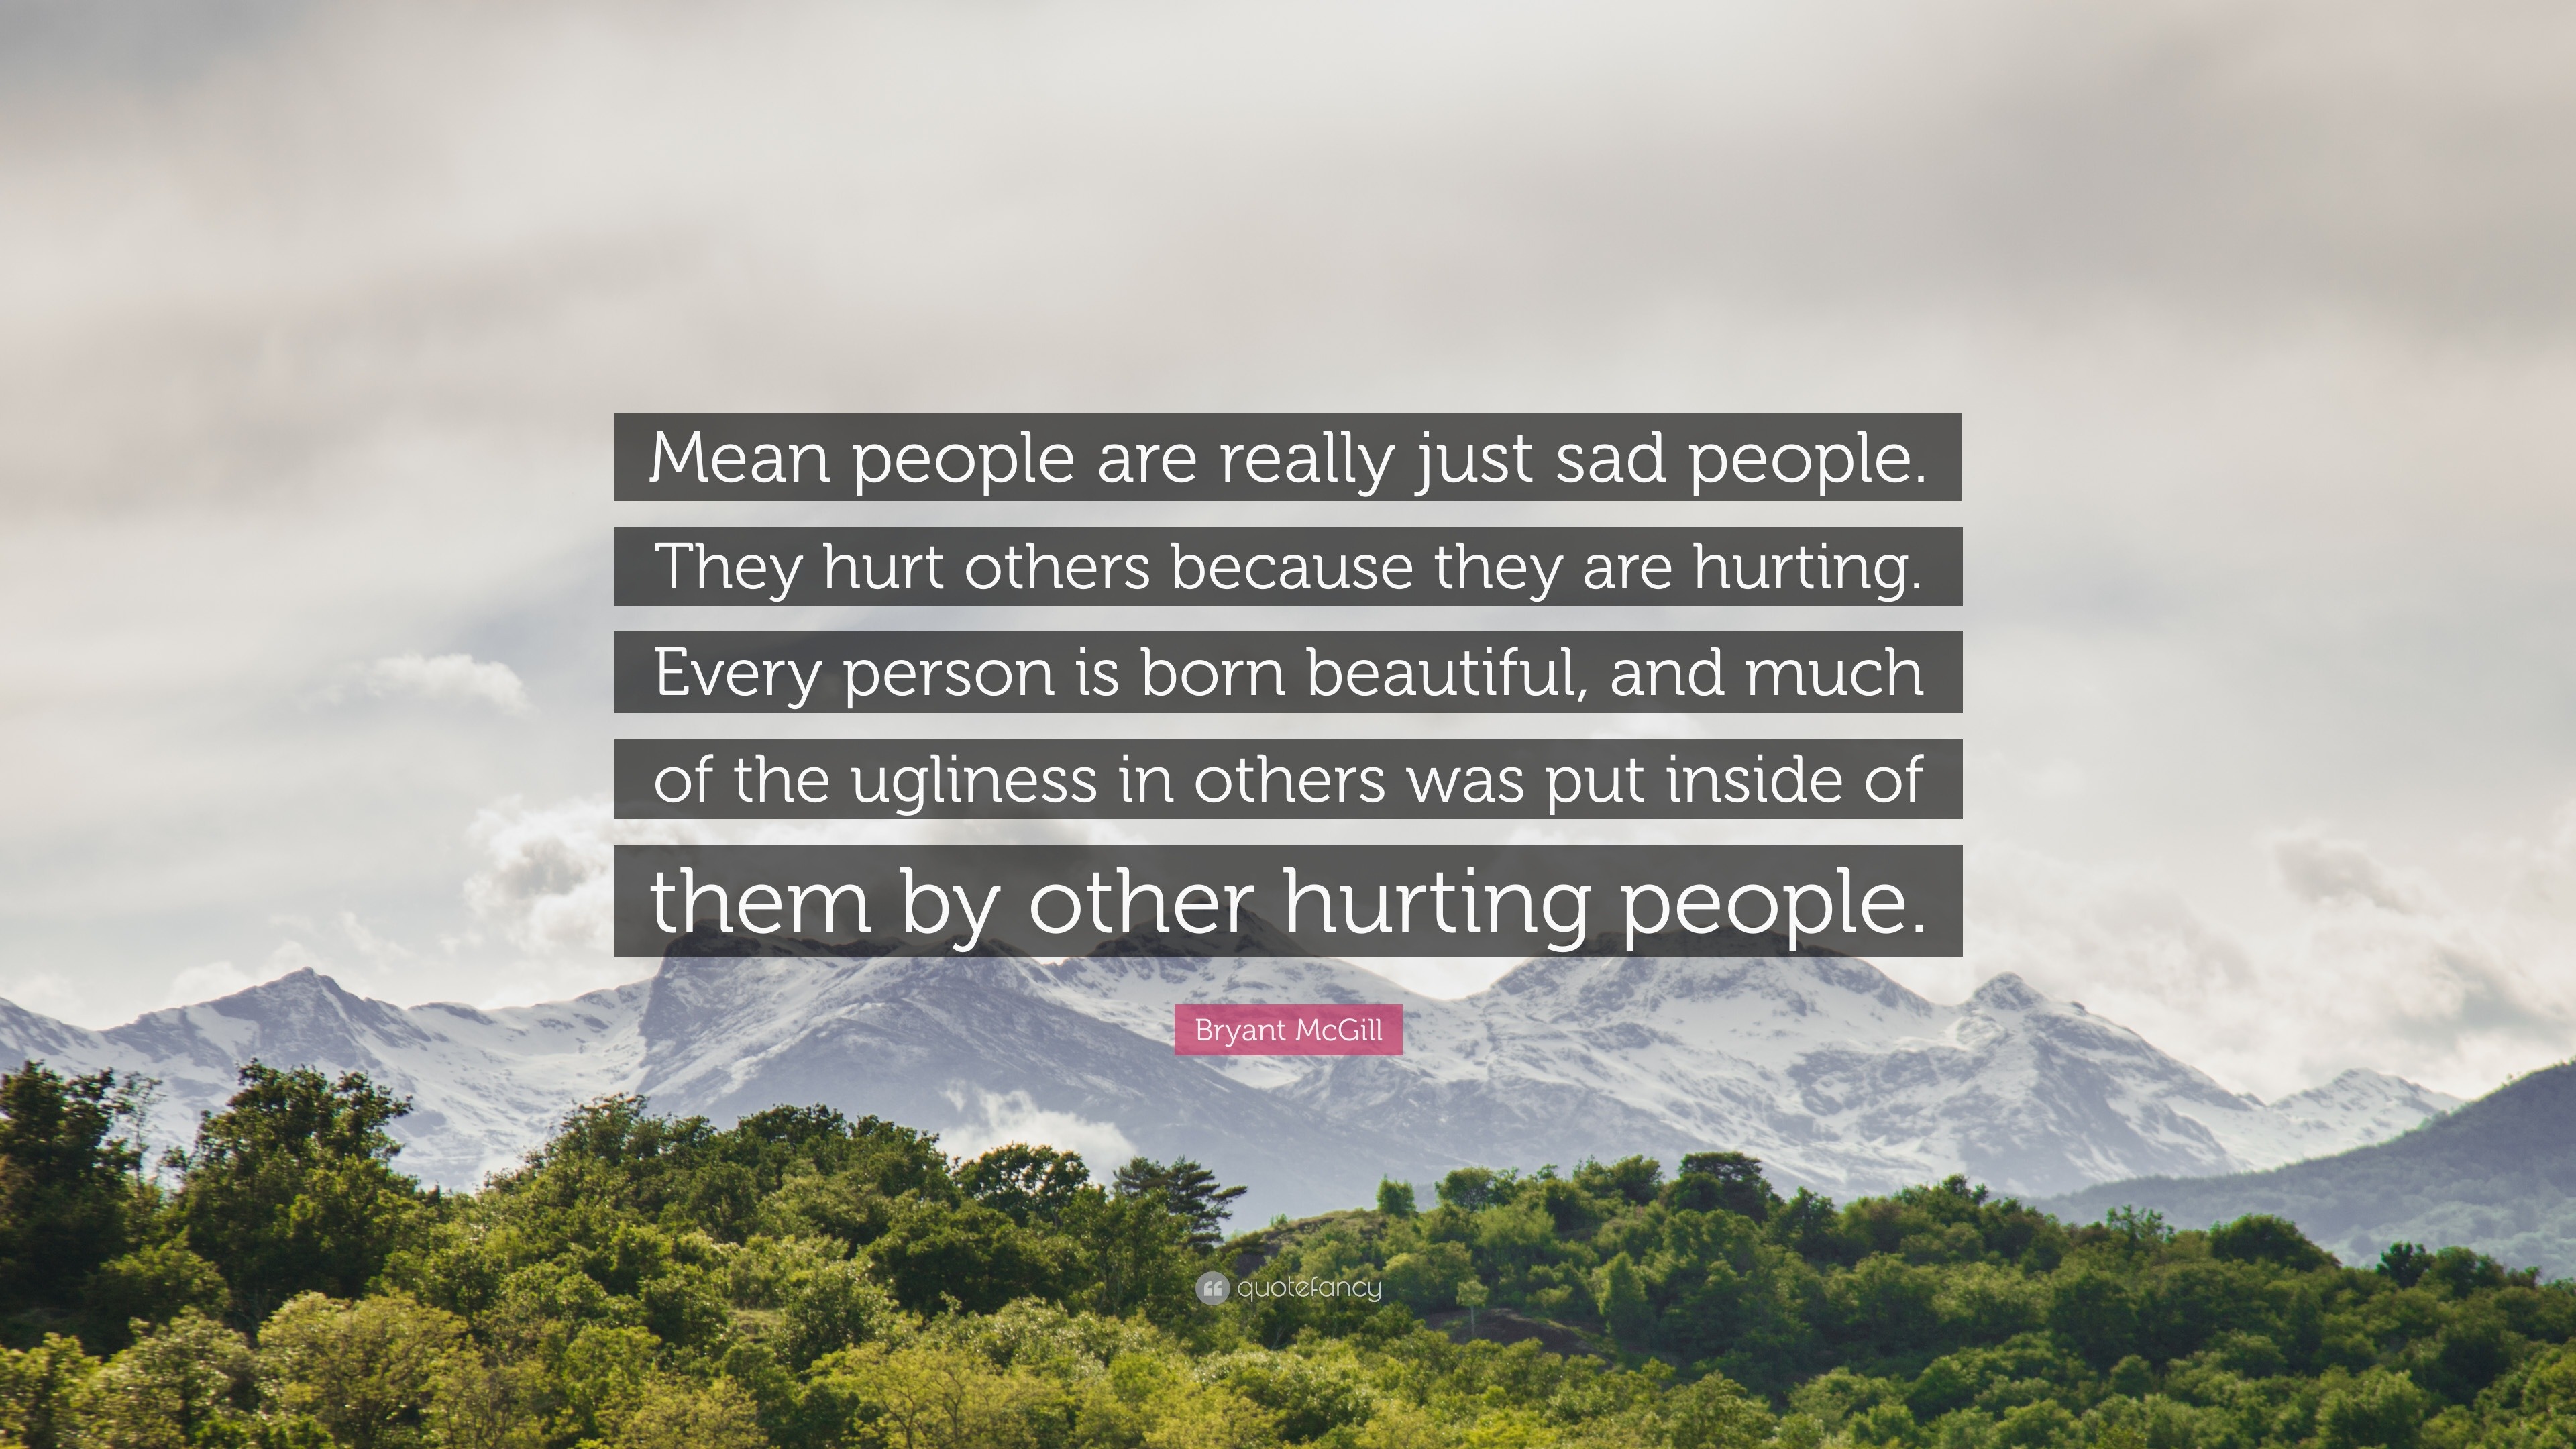 Mean people are really just sad people.
They hurt others because they are hurting.
Every person is born beautiful, and much
of the ugliness in others was put inside of
them by other hurting people.
Bryant McGill
quotefancy